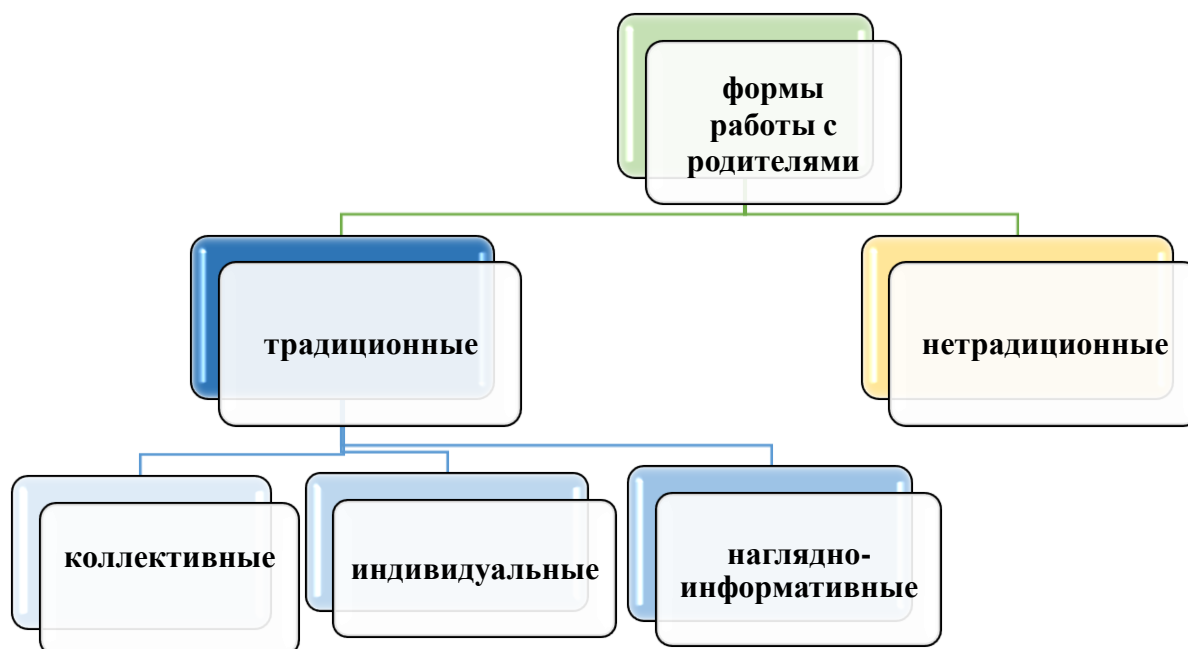 формы
работы с
родителями
традиционные
нетрадиционные
коллективные
индивидуальные
наглядно-
информативные